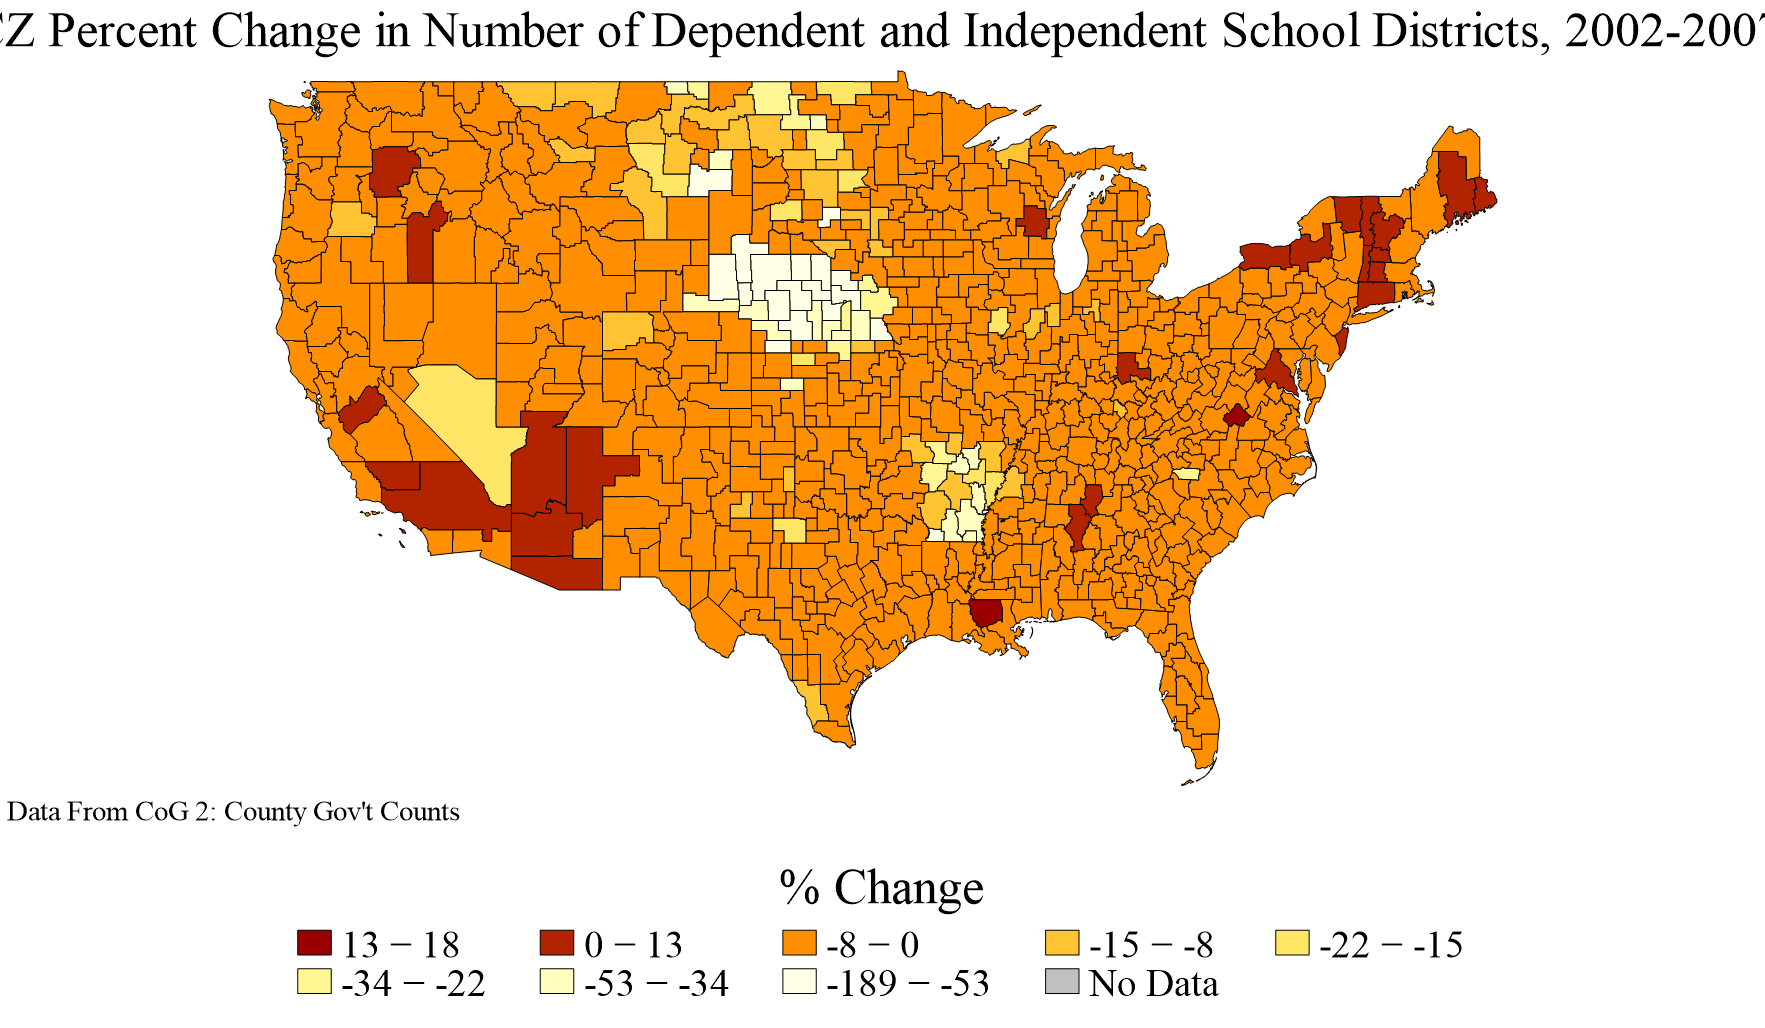 CZ Percent Change in Number of Dependent and Independent School Districts, 2002-2007
Data From CoG 2: County Gov't Counts
% Change
13 − 18
0 − 13
-8 − 0
-15 − -8
-22 − -15
-34 − -22
-53 − -34
-189 − -53
No Data